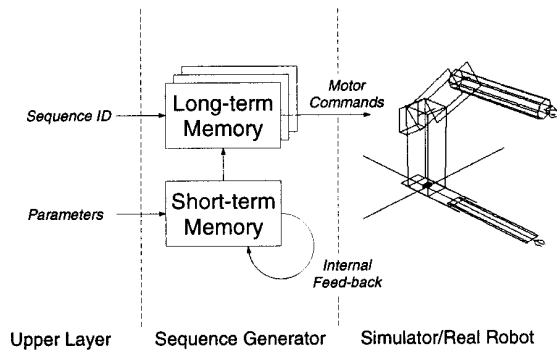 Sequence ID
Long-term
Memory
Motor
Commands
Parameters
Short-term
Memory
Internal
Feed-back
Upper Layer
Sequence Generator
Simulator/Real Robot